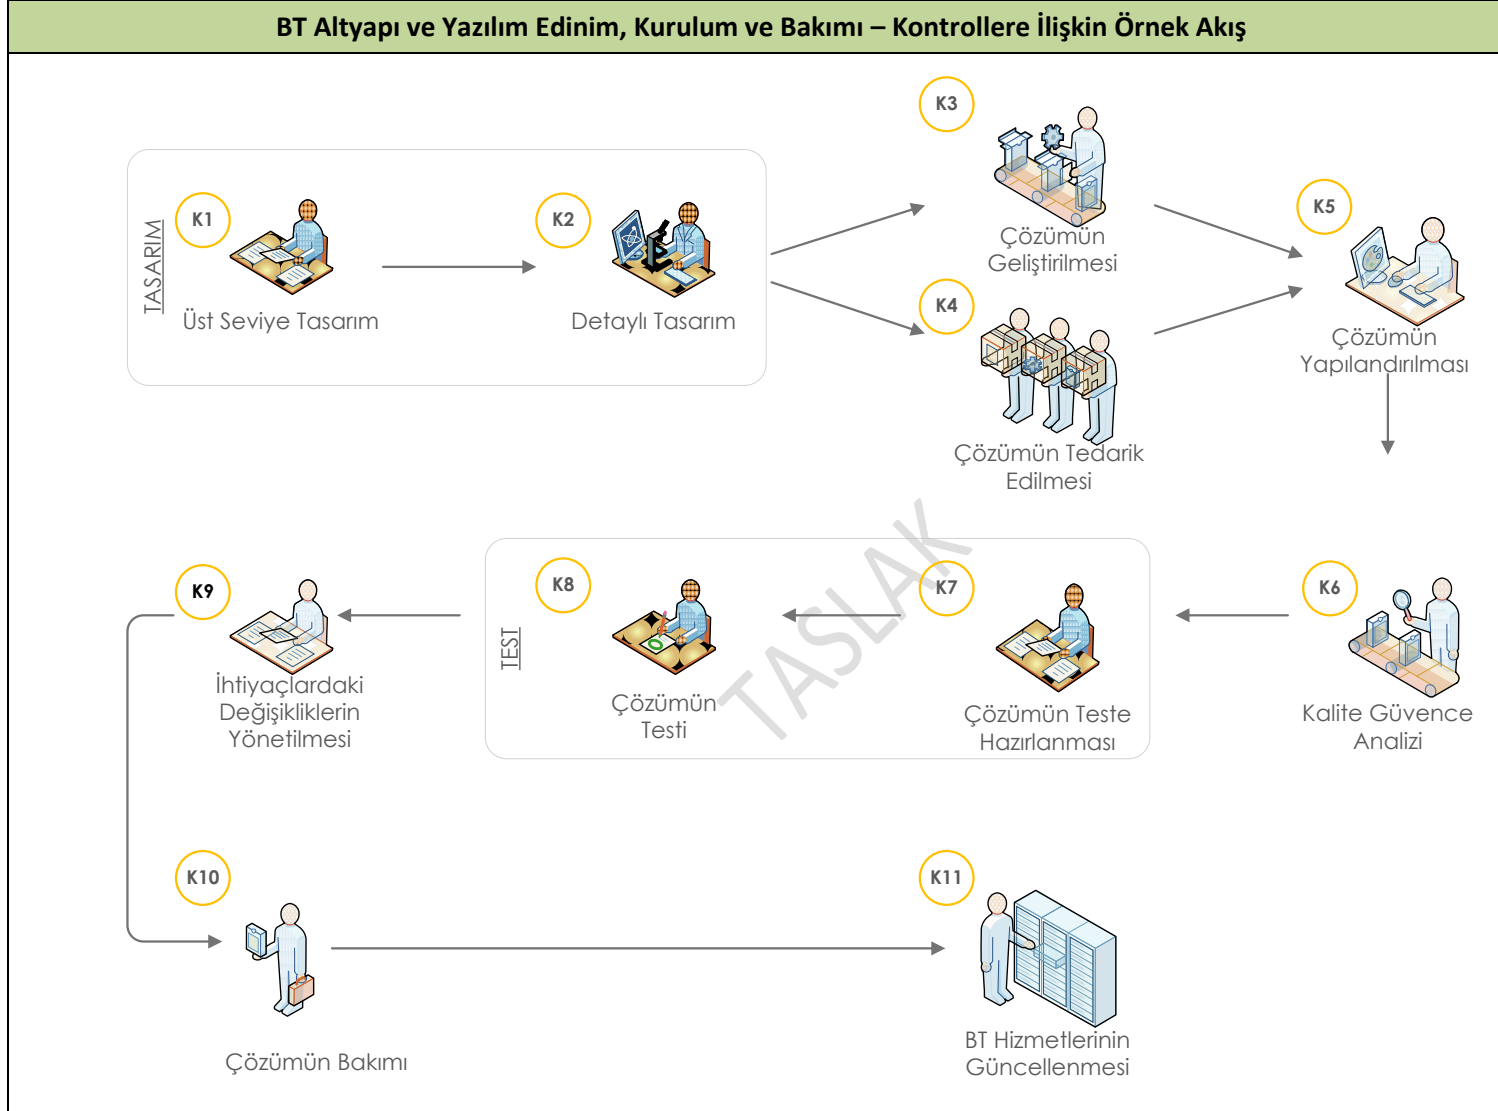 BT Altyapı ve Yazılım Edinim, Kurulum ve Bakımı – Kontrollere İlişkin Örnek Akış
TASARIM
K1
Üst Seviye Tasarım
K2
Detaylı Tasarım
K3
Çözümün
Geliştirilmesi
K4
Çözümün Tedarik
Edilmesi
K5
Çözümün
Yapılandırılması
K6
Kalite Güvence
Analizi
TEST
K7
Çözümün Teste
Hazırlanması
K8
Çözümün
Testi
K9
İhtiyaçlardaki
Değişikliklerin
Yönetilmesi
K10
Çözümün Bakımı
K11
BT Hizmetlerinin
Güncellenmesi
TASLAK